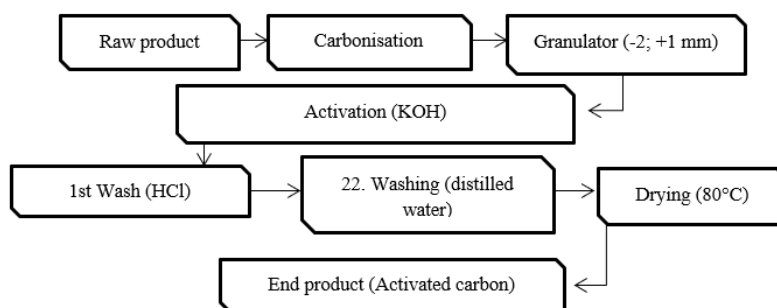 Raw product
Carbonisation
Granulator (-2; +1 mm)
Activation (KOH)
1st Wash (HCl)
22. Washing (distilled
water)
Drying (80°C)
End product (Activated carbon)